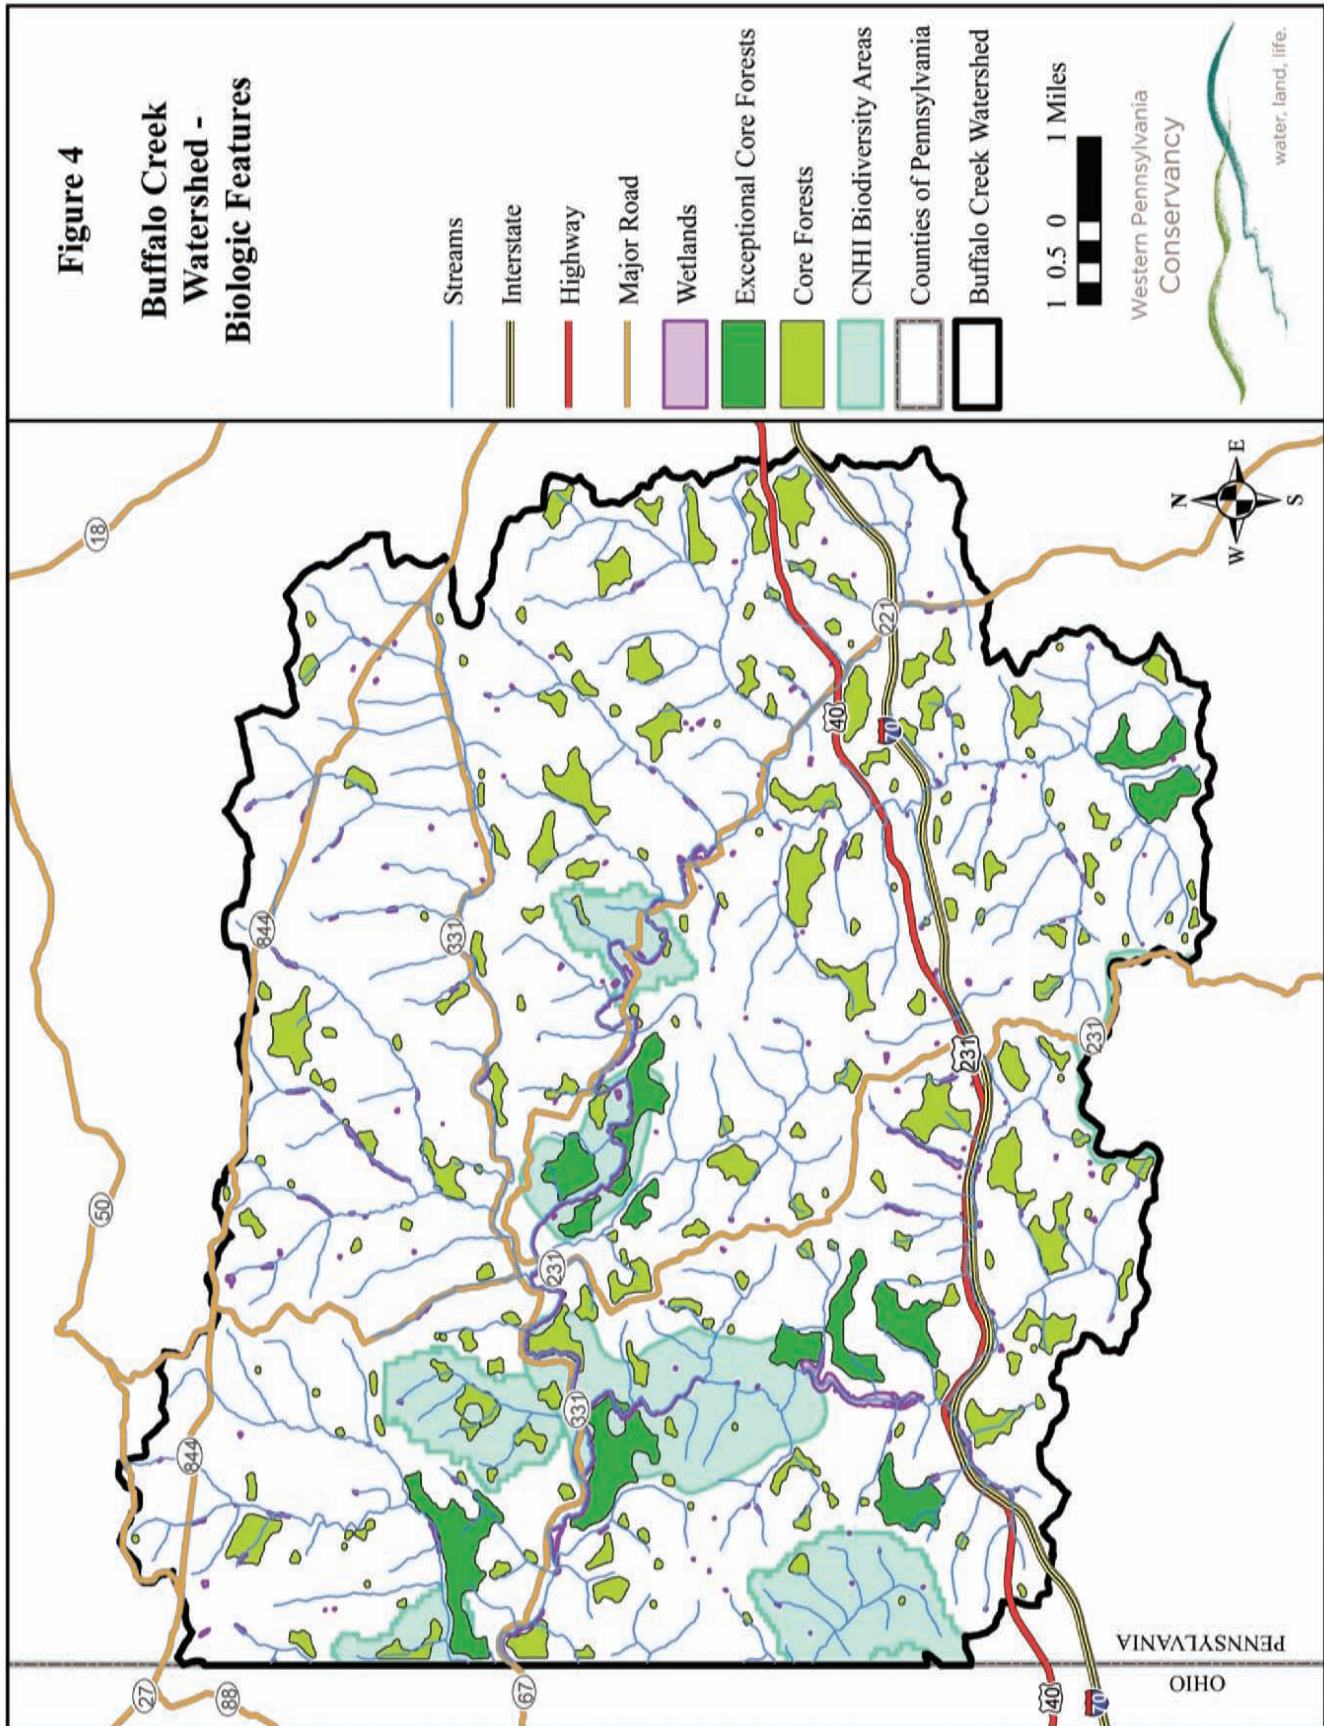 Figure 4
Buffalo Creek
Watershed -
Biologic Features
Streams
Interstate
Highway
Major Road
Wetlands
Exceptional Core Forests
Core Forests
CNHI Biodiversity Areas
Counties of Pennsylvania
Buffalo Creek Watershed
1 0.5 0 1 Miles
Western Pennsylvania
Conservancy
water, land, life.
N
W E
S
18
50
844
331
221
40
70
231
231
231
331
844
27
88
67
40
70
OHIO
PENNSYLVANIA